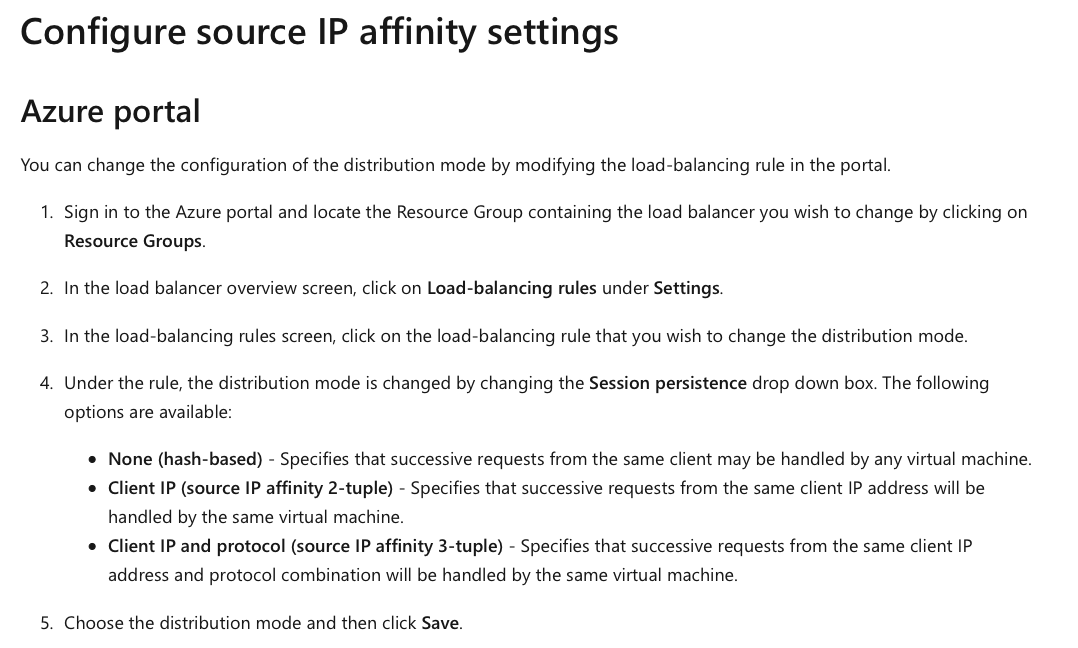 Configure source IP affinity settings
Azure portal
You can change the configuration of the distribution mode by modifying the load-balancing rule in the portal.
1. Sign in to the Azure portal and locate the Resource Group containing the load balancer you wish to change by clicking on
Resource Groups.
2. In the load balancer overview screen, click on Load-balancing rules under Settings.
3. In the load-balancing rules screen, click on the load-balancing rule that you wish to change the distribution mode.
4. Under the rule, the distribution mode is changed by changing the Session persistence drop down box. The following
options are available:
• None (hash-based) - Specifies that successive requests from the same client may be handled by any virtual machine.
• Client IP (source IP affinity 2-tuple) - Specifies that successive requests from the same client IP address will be
handled by the same virtual machine.
• Client IP and protocol (source IP affinity 3-tuple) - Specifies that successive requests from the same client IP
address and protocol combination will be handled by the same virtual machine.
5. Choose the distribution mode and then click Save.